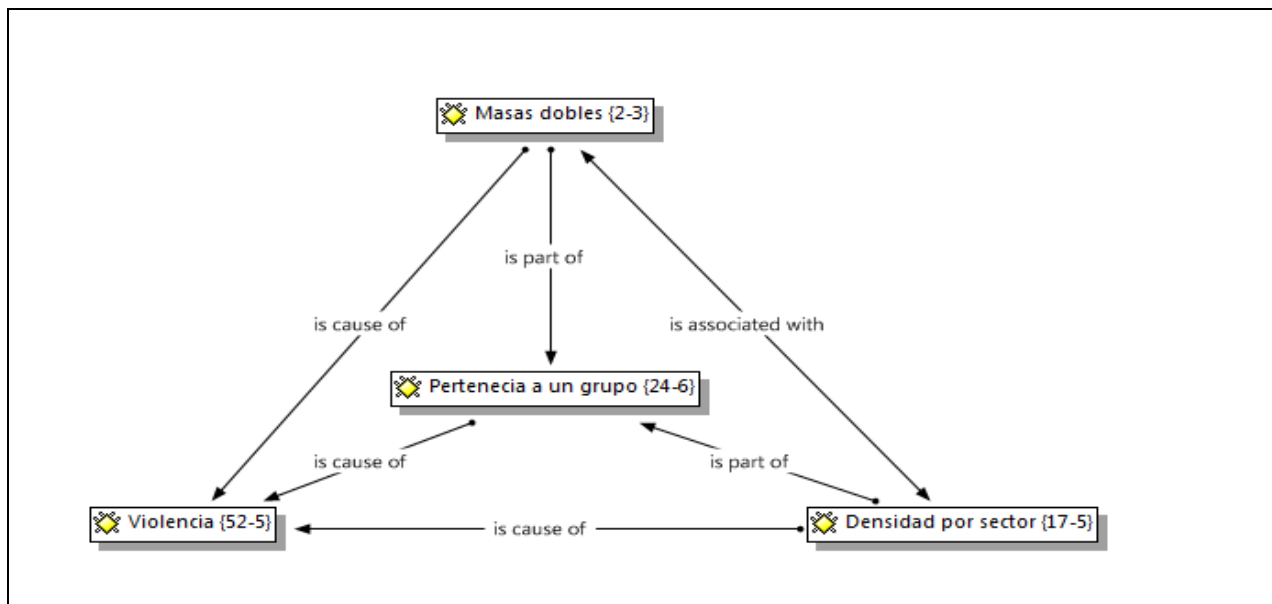 Masas dobles {2-3}
is part of
is cause of
is associated with
Pertenecia a un grupo {24-6}
is cause of
is part of
Violencia {52-5}
is cause of
Densidad por sector {17-5}